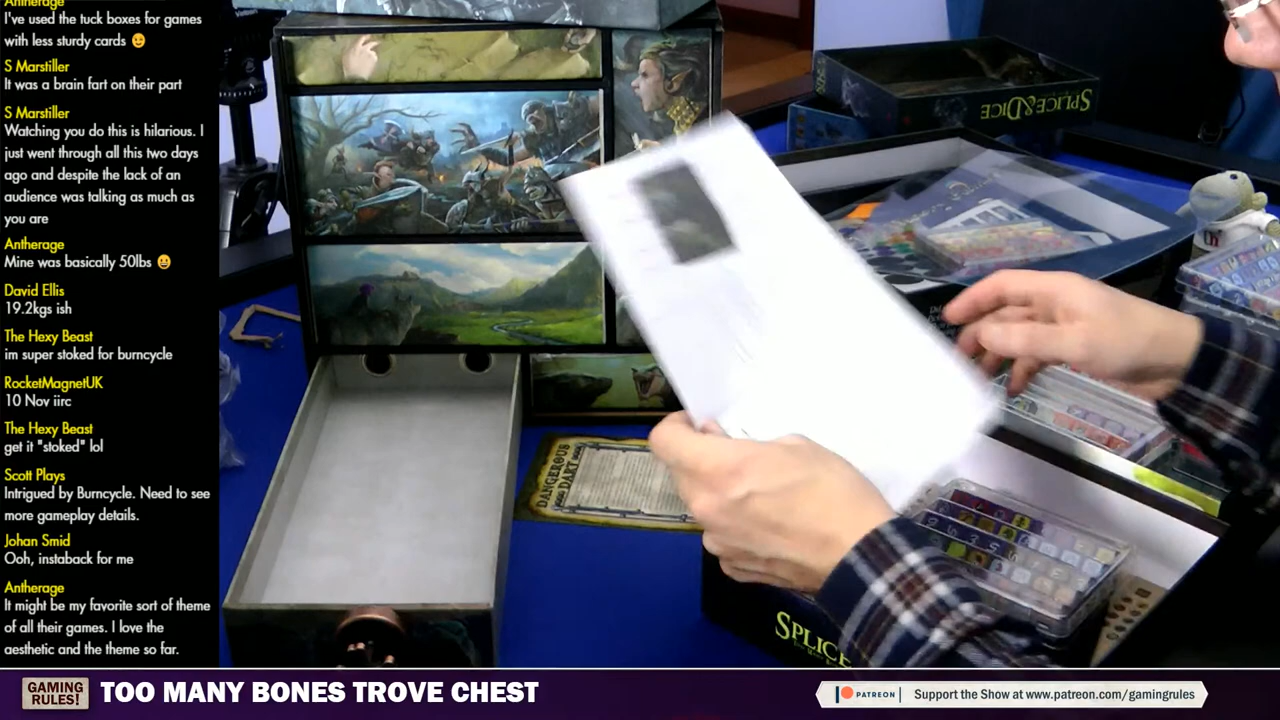 Antherage
I've used the tuck boxes for games
with less sturdy cards
S Marstiller
It was a brain fart on their part
S Marstiller
Watching you do this is hilarious. I
just went through all this two days
ago and despite the lack of an
audience was talking as much as
you are
Antherage
Mine was basically 50lbs
David Ellis
19.2kgs ish
The Hexy Beast
im super stoked for burncycle
RocketMagnetUK
10 Nov iirc
The Hexy Beast
get it "stoked" lol
Scott Plays
Intrigued by Burncycle. Need to see
more gameplay details.
Johan Smid
Ooh, instaback for me
Antherage
It might be my favorite sort of theme
of all their games. I love the
aesthetic and the theme so far.
SPLICE & DICE
DANGEROUS
DART
SPLICE
GAMING
RULES!
TOO MANY BONES TROVE CHEST
PATREON
Support the Show at www.patreon.com/gamingrules